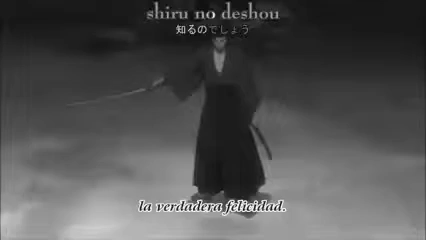 shiru no deshou
知るのでしょう
la verdadera felicidad.